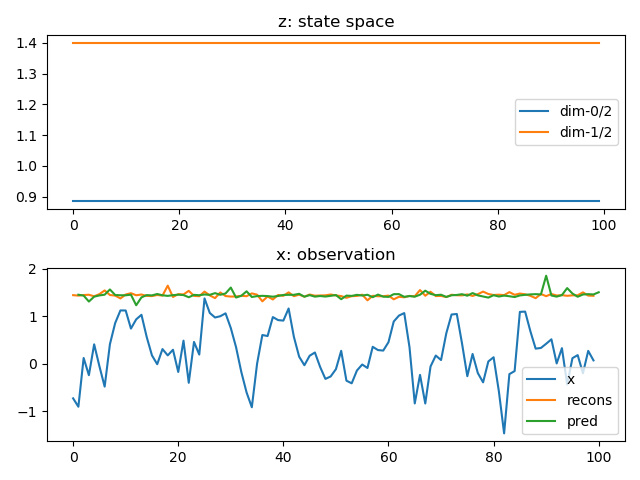 z: state space
1.4
1.3
1.2
1.1
1.0
0.9
dim-0/2
dim-1/2
0 20 40 60 80 100
x: observation
2
1
0
−1
x
recons
pred
0 20 40 60 80 100